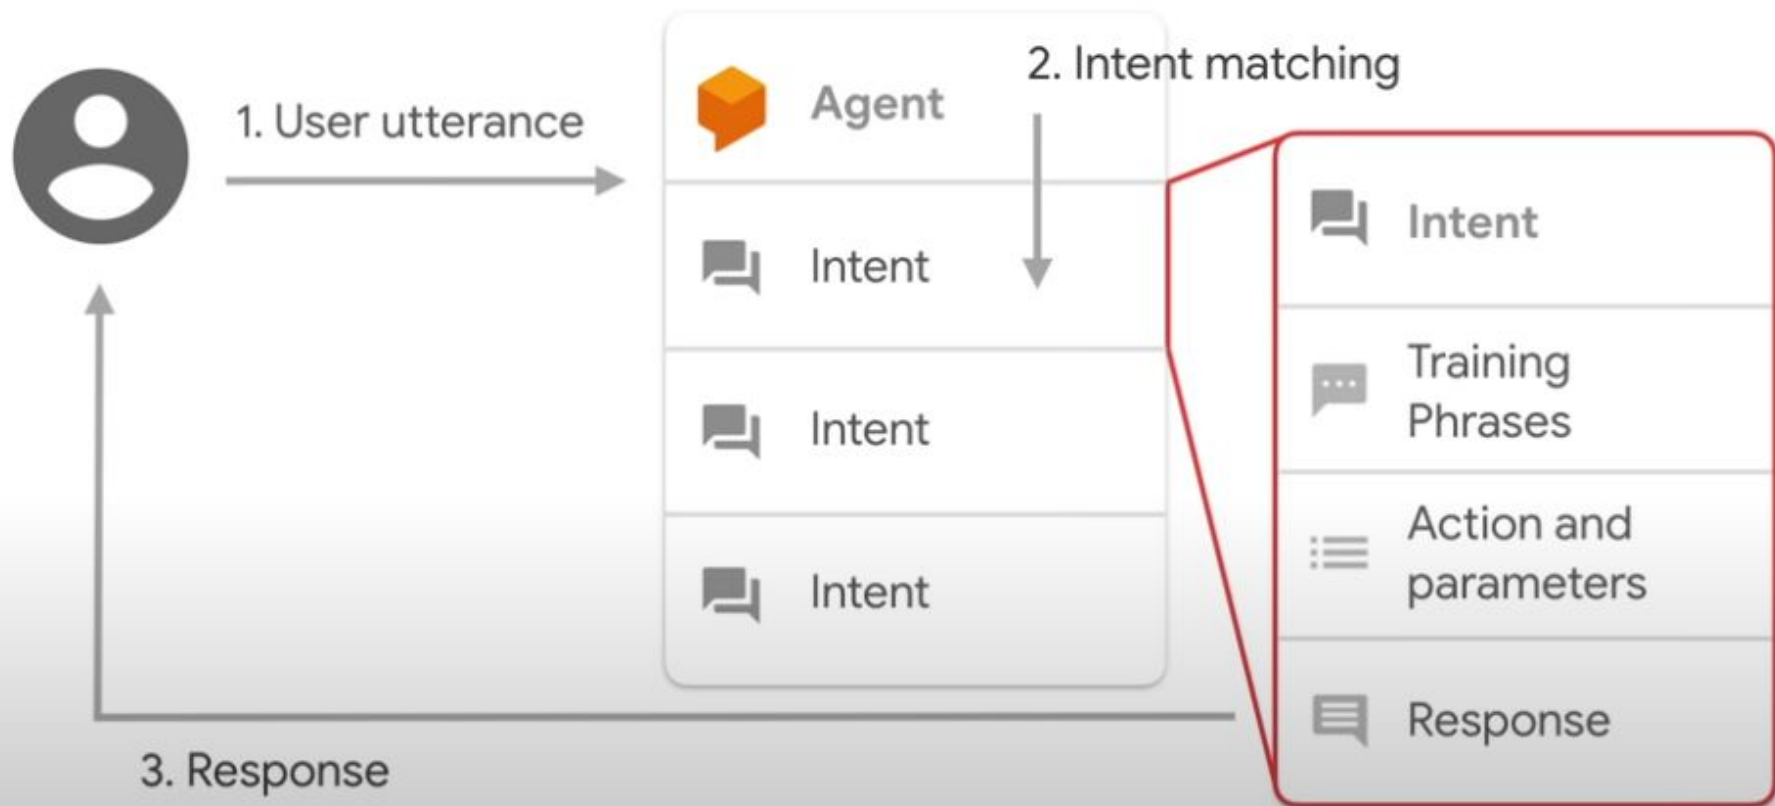 1. User utterance
Agent
2. Intent matching
Intent
Intent
Intent
Intent
Training
Phrases
Action and
parameters
Response
3. Response